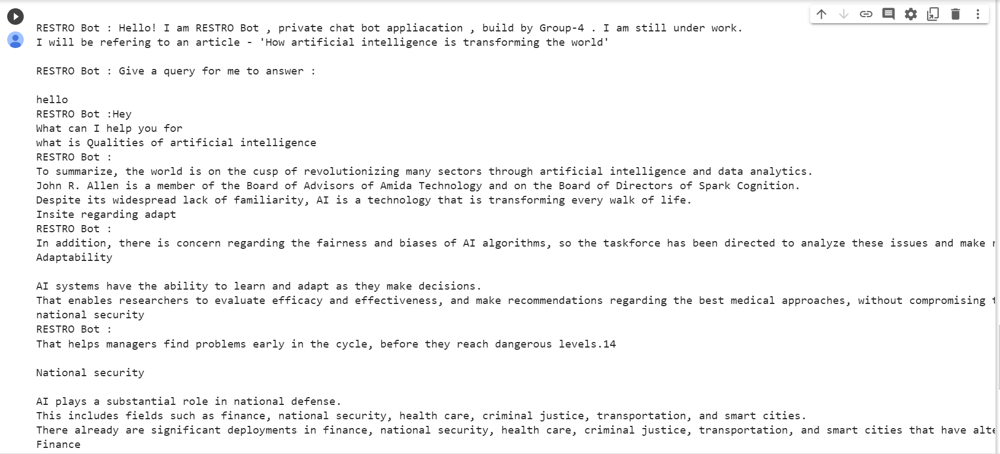 RESTRO Bot : Hello! I am RESTRO Bot , private chat bot appliacation , build by Group-4 . I am still under work.
I will be refering to an article - 'How artificial intelligence is transforming the world'
RESTRO Bot : Give a query for me to answer :
hello
RESTRO Bot :Hey
What can I help you for
what is Qualities of artificial intelligence
RESTRO Bot :
To summarize, the world is on the cusp of revolutionizing many sectors through artificial intelligence and data analytics.
John R. Allen is a member of the Board of Advisors of Amida Technology and on the Board of Directors of Spark Cognition.
Despite its widespread lack of familiarity, AI is a technology that is transforming every walk of life.
Insite regarding adapt
RESTRO Bot :
In addition, there is concern regarding the fairness and biases of AI algorithms, so the taskforce has been directed to analyze these issues and make
Adaptability
AI systems have the ability to learn and adapt as they make decisions.
That enables researchers to evaluate efficacy and effectiveness, and make recommendations regarding the best medical approaches, without compromising
national security
RESTRO Bot :
That helps managers find problems early in the cycle, before they reach dangerous levels.14
National security
AI plays a substantial role in national defense.
This includes fields such as finance, national security, health care, criminal justice, transportation, and smart cities.
There already are significant deployments in finance, national security, health care, criminal justice, transportation, and smart cities that have alte
Finance